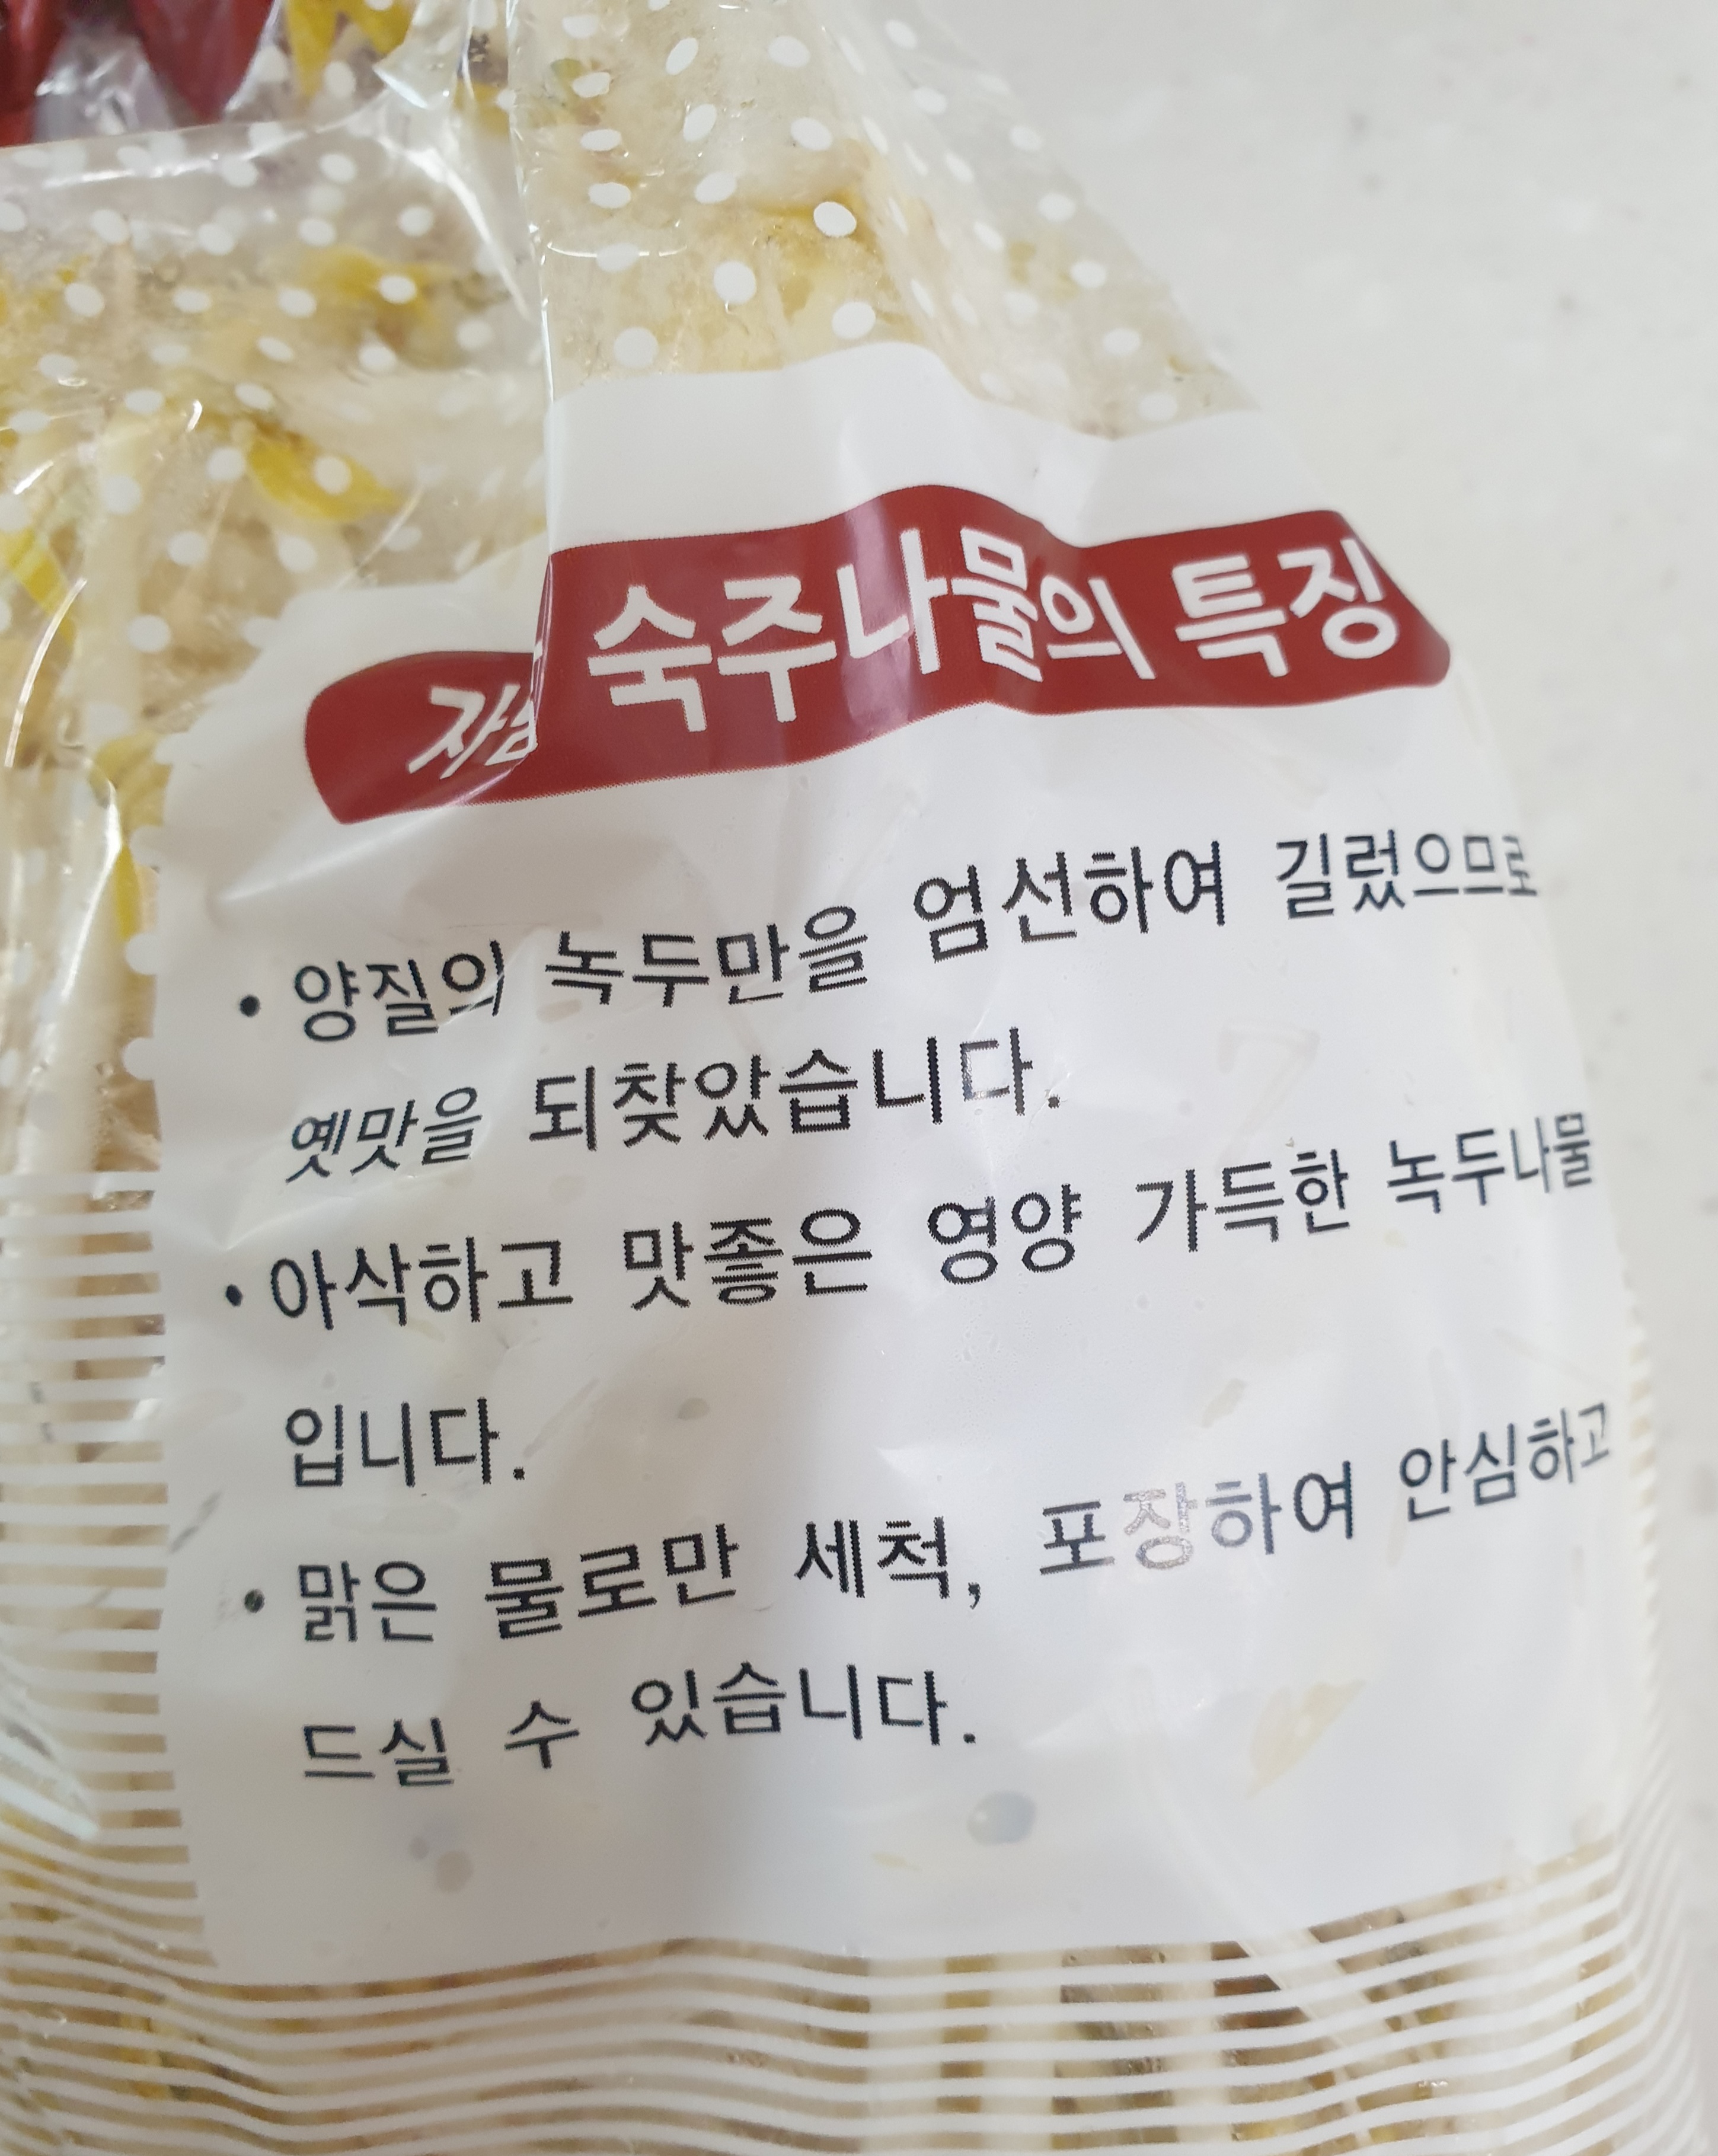 숙주나물의 특징
• 양질의 녹두만을 엄선하여 길렀으므로
옛맛을 되찾았습니다.
• 아삭하고 맛좋은 영양 가득한 녹두나물
입니다.
• 맑은 물로만 세척, 포장하여 안심하고
드실 수 있습니다.